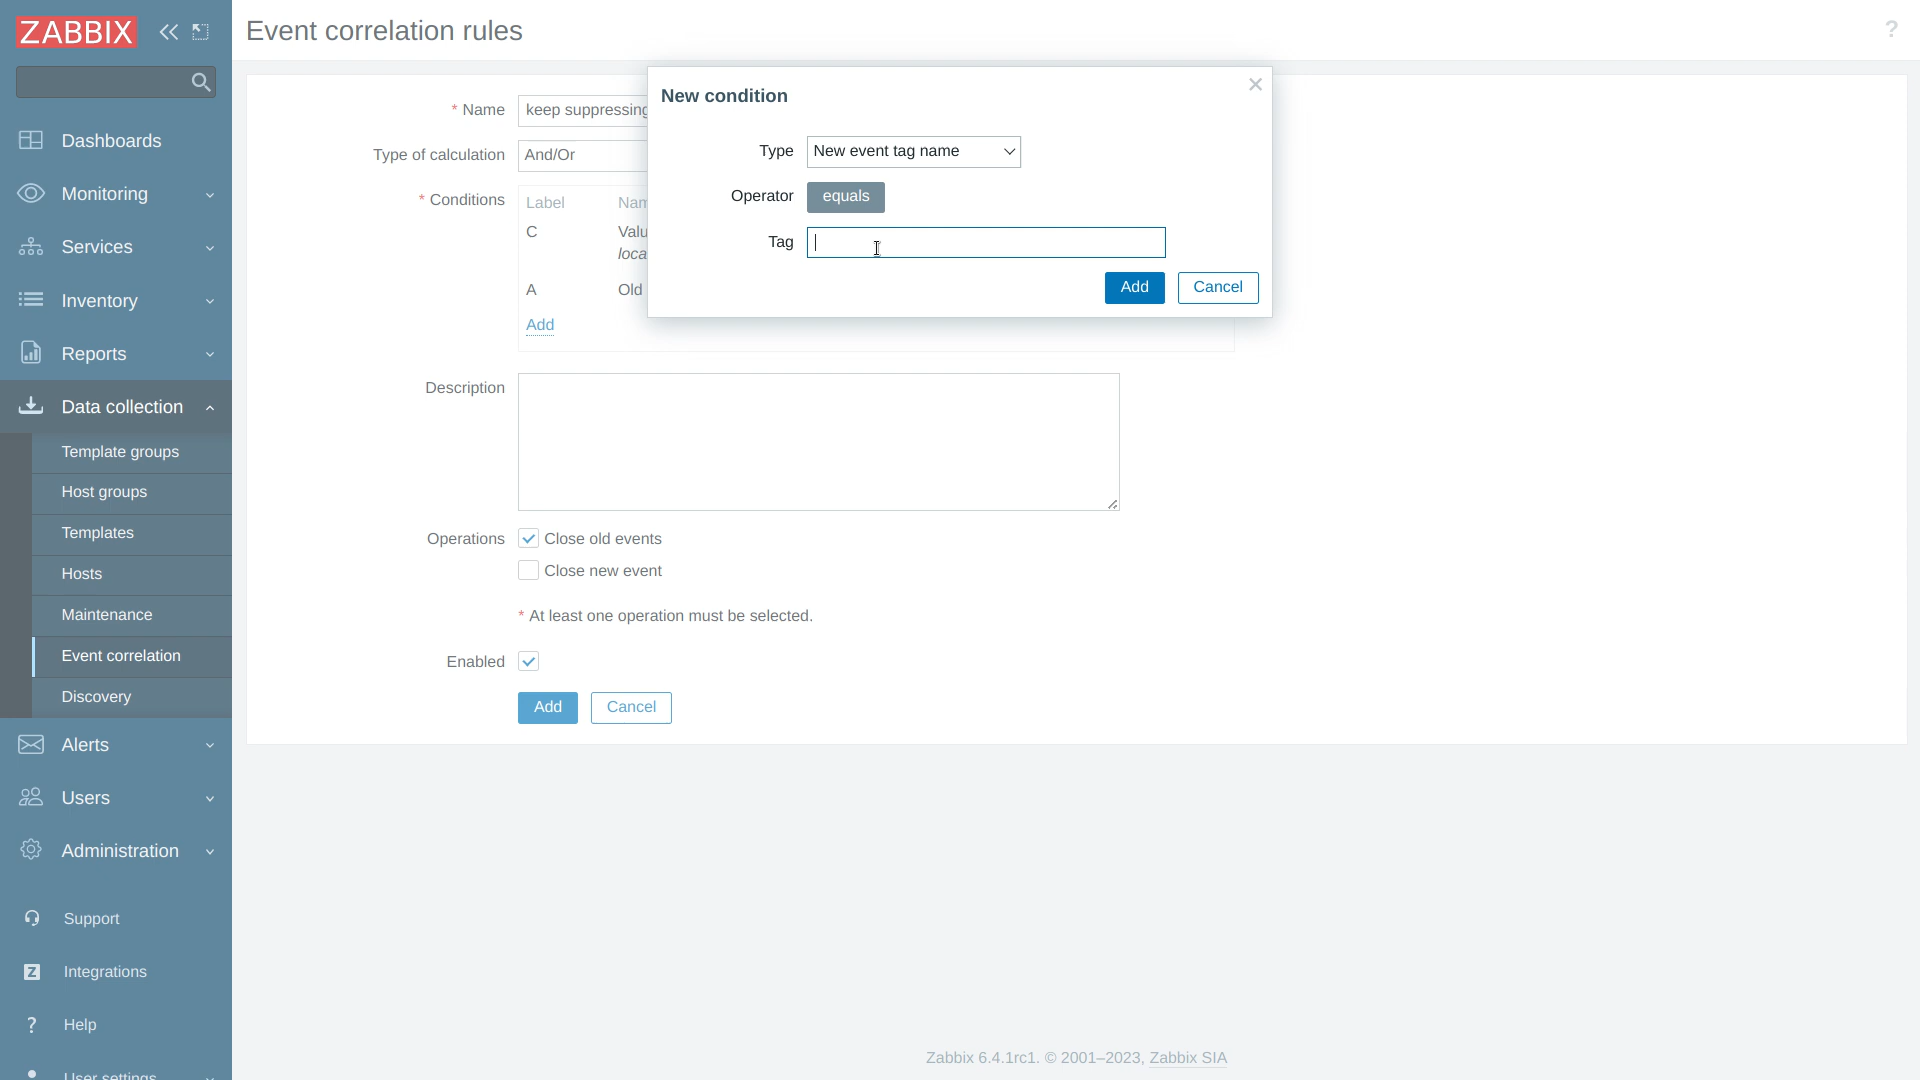 ZABBIX
Event correlation rules
?
New condition
* Name
keep suppressing
Type of calculation
And/Or
Type
New event tag name
* Conditions
Label
Operator
equals
C
Tag
loca
A
Old
Add
Cancel
Add
Description
Operations
Close old events
Close new event
* At least one operation must be selected.
Enabled
Add
Cancel
Dashboards
Monitoring
Services
Inventory
Reports
Data collection
Template groups
Host groups
Templates
Hosts
Maintenance
Event correlation
Discovery
Alerts
Users
Administration
Support
Z
Integrations
?
Help
User settings
Zabbix 6.4.1rc1. © 2001–2023, Zabbix SIA